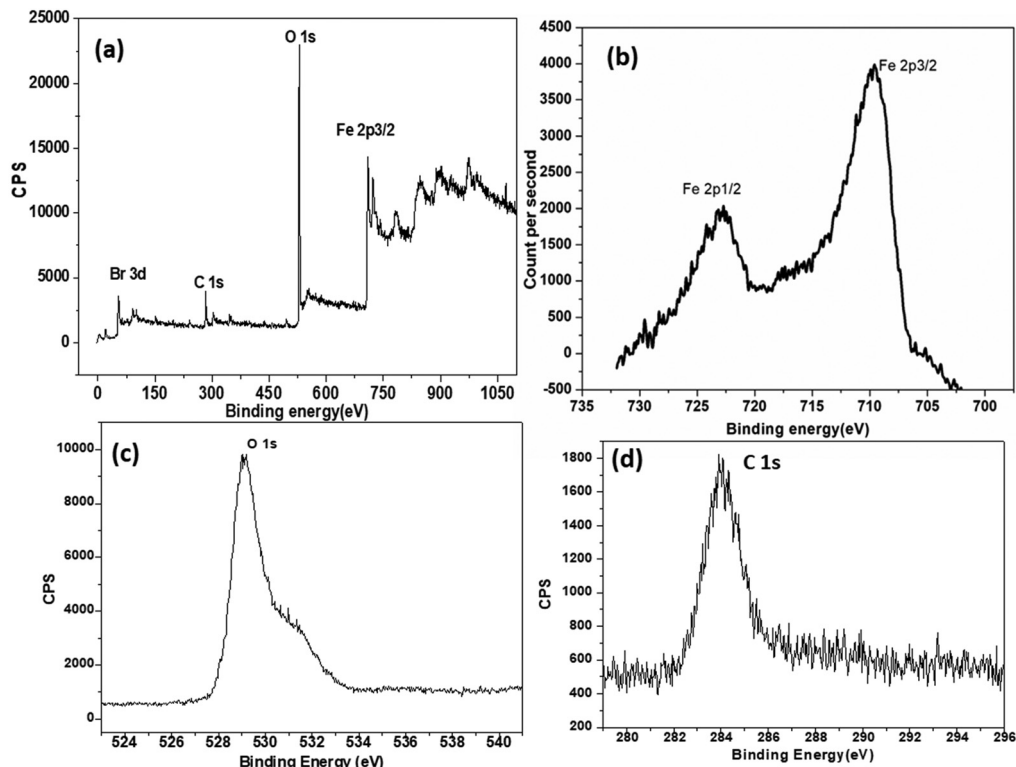 (a)
25000
20000
15000
10000
5000
0
CPS
O 1s
Fe 2p3/2
Br 3d
C 1s
0 150 300 450 600 750 900 1050
Binding energy(eV)
(b)
4500
4000
3500
3000
2500
2000
1500
1000
500
0
-500
Count per second
Fe 2p3/2
Fe 2p1/2
735 730 725 720 715 710 705 700
Binding energy(eV)
(c)
10000
8000
6000
4000
2000
0
CPS
O 1s
524 526 528 530 532 534 536 538 540
Binding Energy (eV)
(d)
1800
1600
1400
1200
1000
800
600
400
200
CPS
C 1s
280 282 284 286 288 290 292 294 296
Binding Energy(eV)